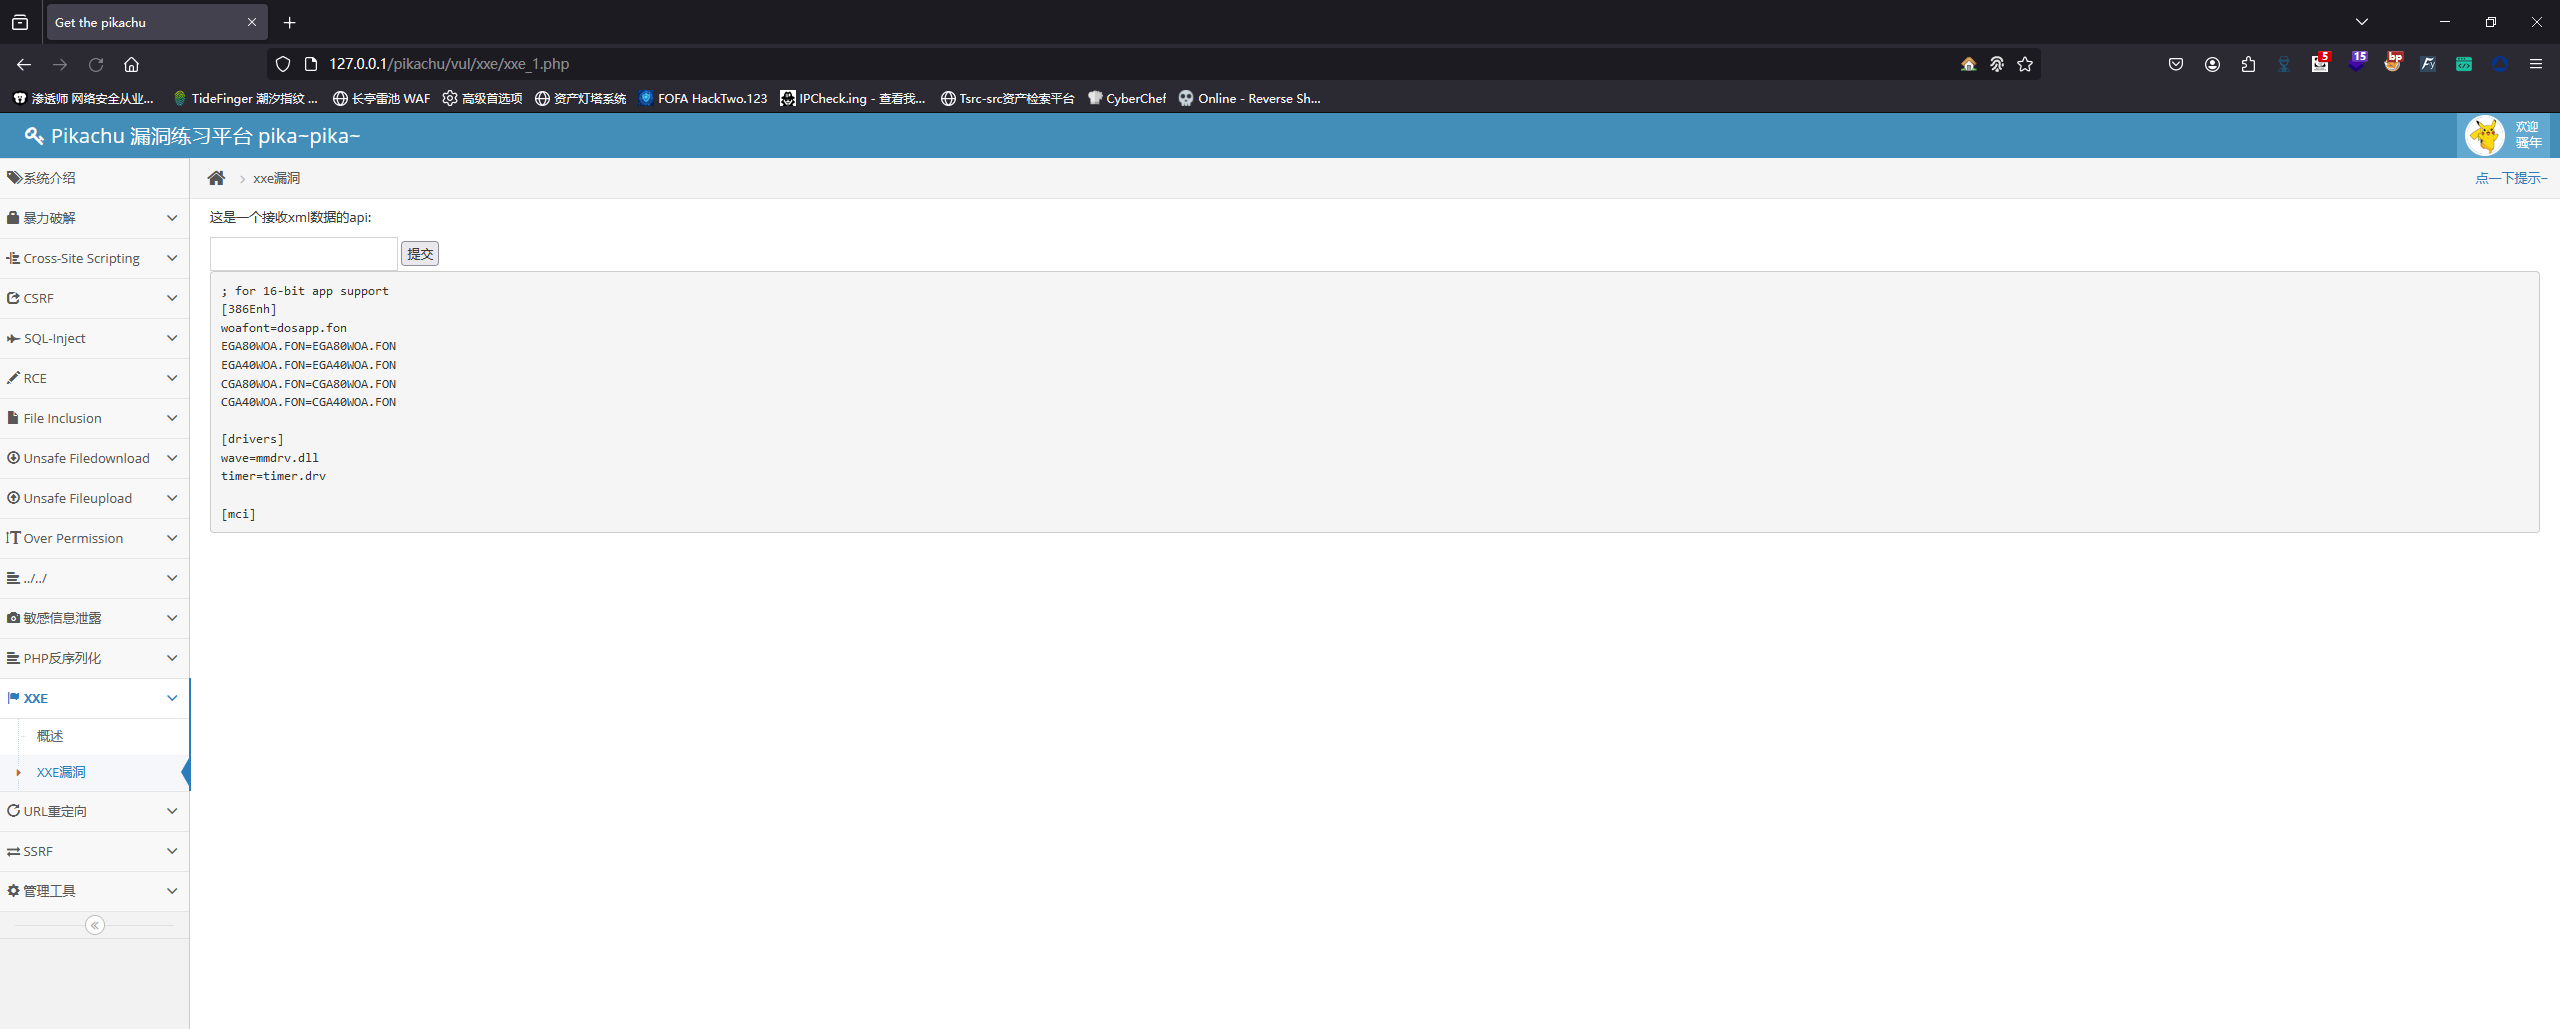 Get the pikachu
127.0.0.1/pikachu/vul/xxe/xxe_1.php
5
15
bp
渗透师 网络安全从业... TideFinger 潮汐指纹 ... 长亭雷池 WAF 高级首选项 资产灯塔系统 FOFA HackTwo.123 IPCheck.ing - 查看我... Tsrc-src资产检索平台 CyberChef Online - Reverse Sh...
Pikachu 漏洞练习平台 pika~pika~
欢迎
骚年
系统介绍
暴力破解
Cross-Site Scripting
CSRF
SQL-Inject
RCE
File Inclusion
Unsafe Filedownload
Unsafe Fileupload
Over Permission
../../
敏感信息泄露
PHP反序列化
XXE
概述
XXE漏洞
URL重定向
SSRF
管理工具
xxe漏洞
点一下提示~
这是一个接收xml数据的api:
提交
; for 16-bit app support
[386Enh]
woafont=dosapp.fon
EGA80WOA.FON=EGA80WOA.FON
EGA40WOA.FON=EGA40WOA.FON
CGA80WOA.FON=CGA80WOA.FON
CGA40WOA.FON=CGA40WOA.FON
[drivers]
wave=mmdrv.dll
timer=timer.drv
[mci]